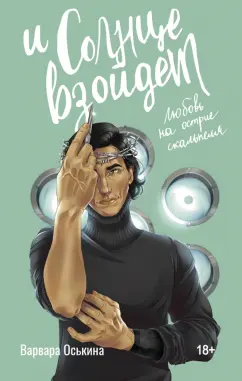 и Солнце
взойдет
Любовь
на острие
скальпеля
Варвара Оськина
18+